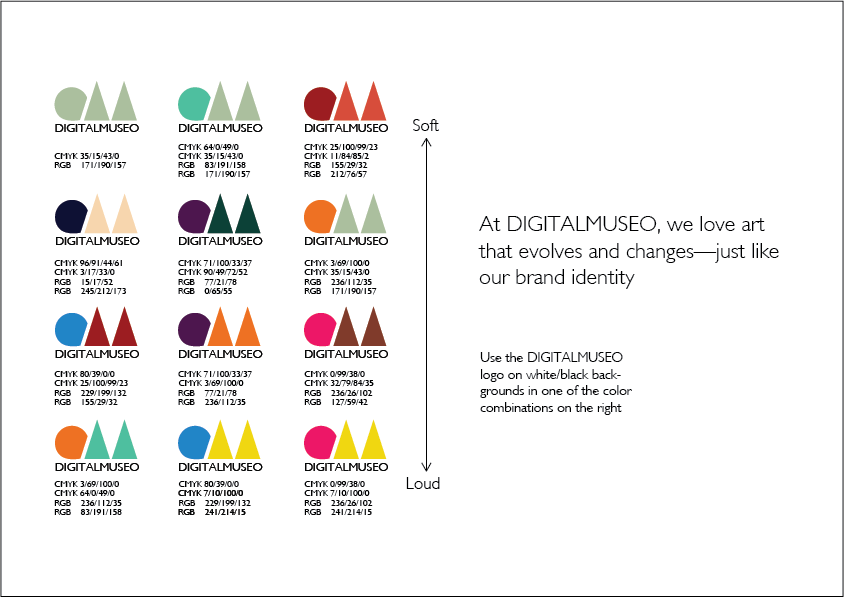 DIGITALMUSEO
CMYK 35/15/43/0
RGB 171/190/157
DIGITALMUSEO
CMYK 64/0/49/0
CMYK 35/15/43/0
RGB 83/191/158
RGB 171/190/157
DIGITALMUSEO
CMYK 25/100/99/23
CMYK 11/84/85/2
RGB 155/29/32
RGB 212/76/57
DIGITALMUSEO
CMYK 96/91/44/61
CMYK 3/17/33/0
RGB 15/17/52
RGB 245/212/173
DIGITALMUSEO
CMYK 71/100/33/37
CMYK 90/49/72/52
RGB 77/21/78
RGB 0/65/55
DIGITALMUSEO
CMYK 3/69/100/0
CMYK 35/15/43/0
RGB 236/112/35
RGB 171/190/157
DIGITALMUSEO
CMYK 80/39/0/0
CMYK 25/100/99/23
RGB 229/199/132
RGB 155/29/32
DIGITALMUSEO
CMYK 71/100/33/37
CMYK 3/69/100/0
RGB 77/21/78
RGB 236/112/35
DIGITALMUSEO
CMYK 0/99/38/0
CMYK 32/79/84/35
RGB 236/26/102
RGB 127/59/42
DIGITALMUSEO
CMYK 3/69/100/0
CMYK 64/0/49/0
RGB 236/112/35
RGB 83/191/158
DIGITALMUSEO
CMYK 80/39/0/0
CMYK 7/10/100/0
RGB 229/199/132
RGB 241/214/15
DIGITALMUSEO
CMYK 0/99/38/0
CMYK 7/10/100/0
RGB 236/26/102
RGB 241/214/15
Soft
Loud
At DIGITALMUSEO, we love art
that evolves and changes—just like
our brand identity
Use the DIGITALMUSEO
logo on white/black back-
grounds in one of the color
combinations on the right